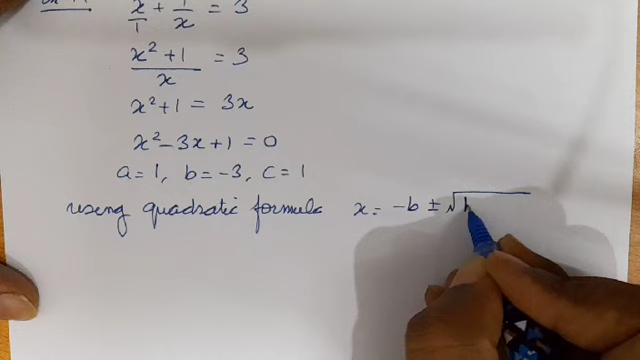 x/1 + 1/x = 3
(x² + 1)/x = 3
x² + 1 = 3x
x² - 3x + 1 = 0
a = 1, b = -3, c = 1
using quadratic formula x = -b ± √